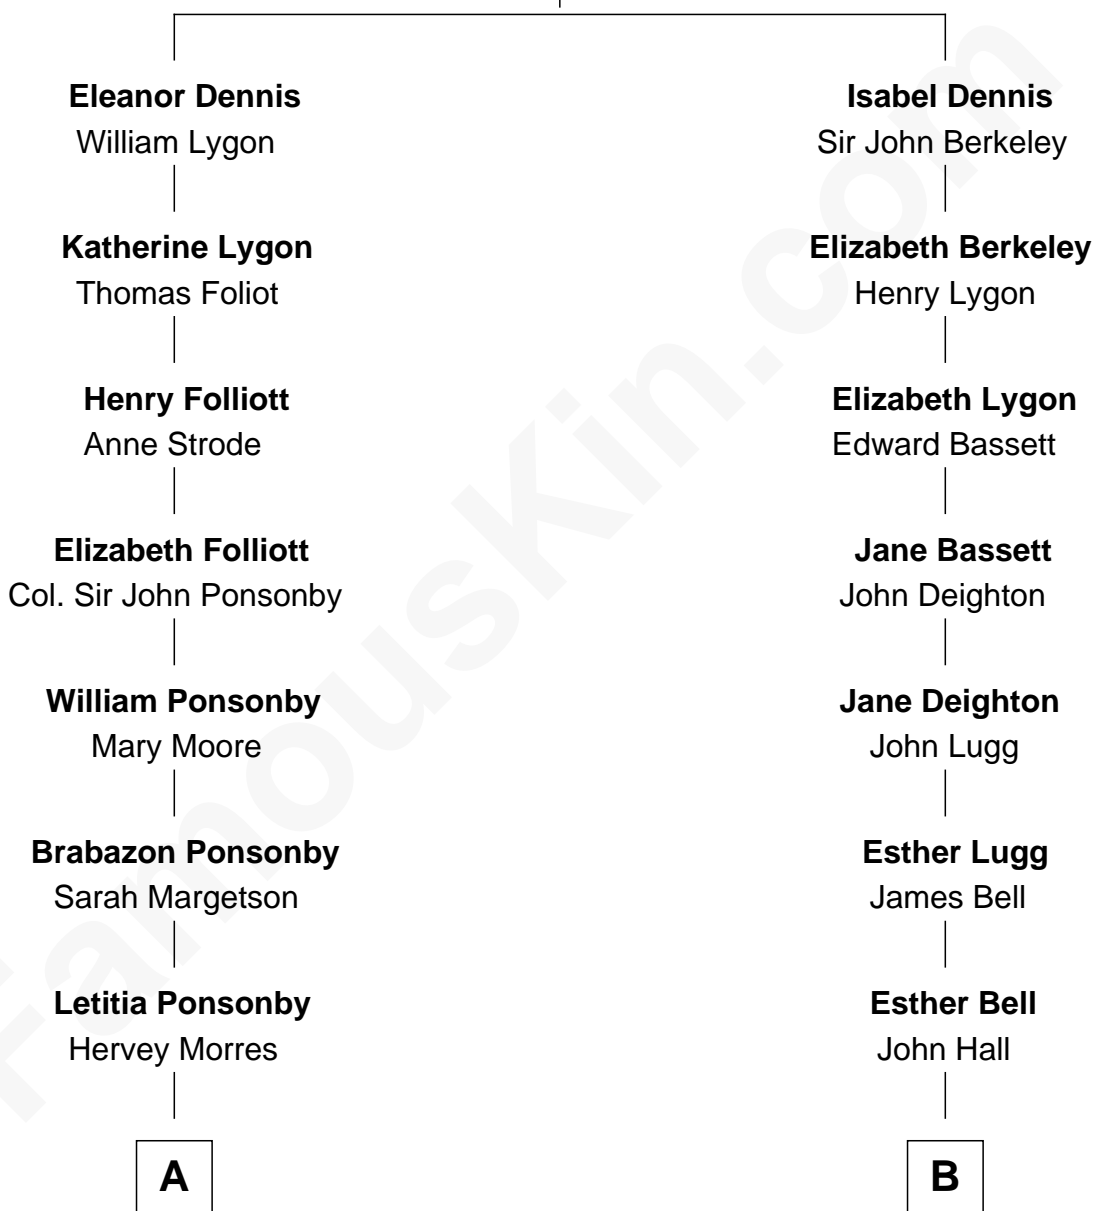 Eleanor Dennis
William Lygon
Katherine Lygon
Thomas Foliot
Henry Folliott
Anne Strode
Elizabeth Folliott
Col. Sir John Ponsonby
William Ponsonby
Mary Moore
Brabazon Ponsonby
Sarah Margetson
Letitia Ponsonby
Hervey Morres
A
Isabel Dennis
Sir John Berkeley
Elizabeth Berkeley
Henry Lygon
Elizabeth Lygon
Edward Bassett
Jane Bassett
John Deighton
Jane Deighton
John Lugg
Esther Lugg
James Bell
Esther Bell
John Hall
B
FamousKin.com